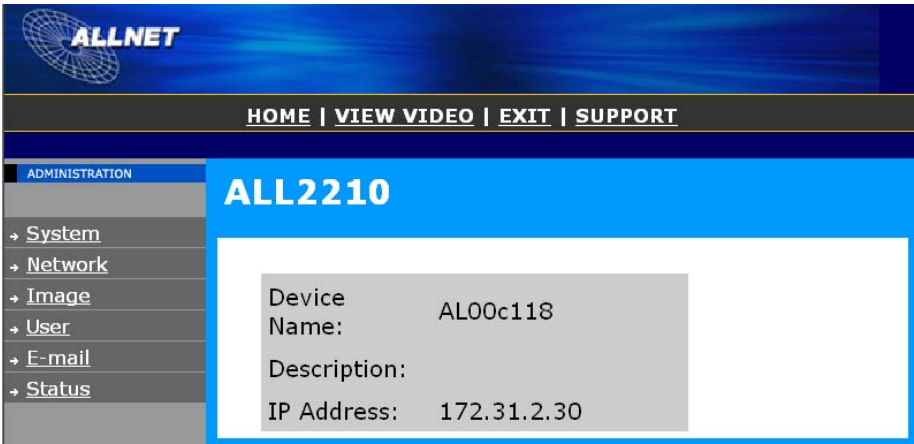 ALLNET
HOME | VIEW VIDEO | EXIT | SUPPORT
ADMINISTRATION
System
Network
Image
User
E-mail
Status
ALL2210
Device
Name: AL00c118
Description:
IP Address: 172.31.2.30